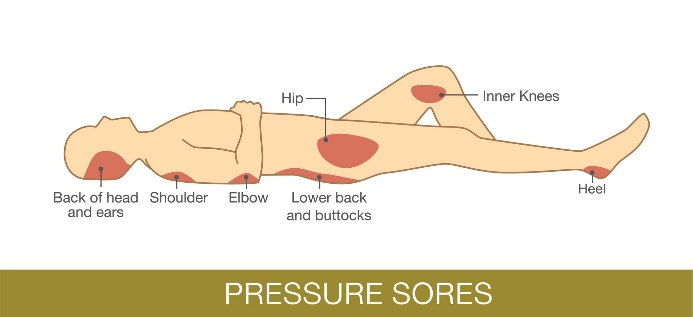 Hip
Inner Knees
Back of head
and ears
Shoulder
Elbow
Lower back
and buttocks
Heel
PRESSURE SORES